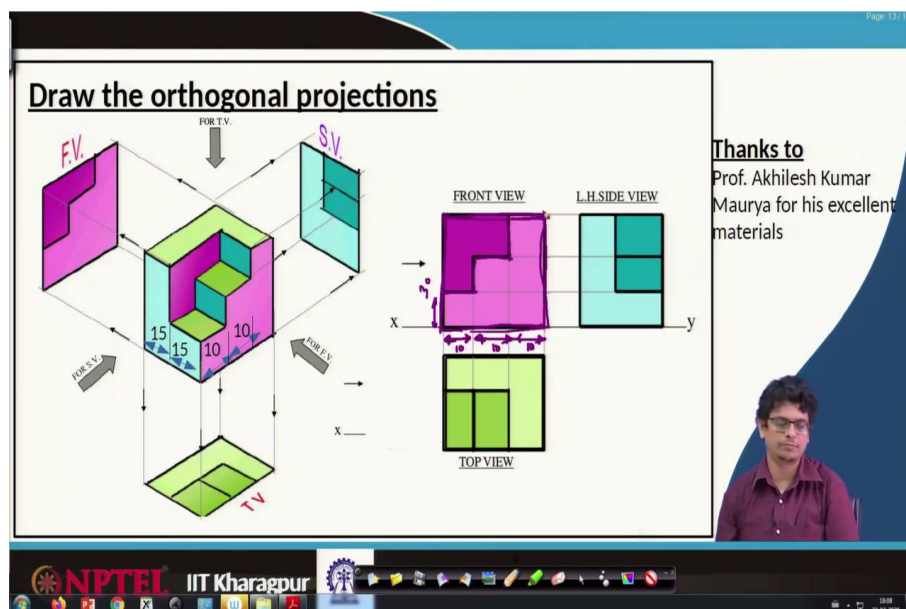 Page: 13/1
Draw the orthogonal projections
FOR T.V.
F.V.
S.V.
FRONT VIEW
L.H.SIDE VIEW
Thanks to
Prof. Akhilesh Kumar
Maurya for his excellent
materials
15
15
10
10
FOR S.V.
FOR F.V.
30
x
y
10
10
10
x
TOP VIEW
TV
NPTEL
IIT Kharagpur
18:08